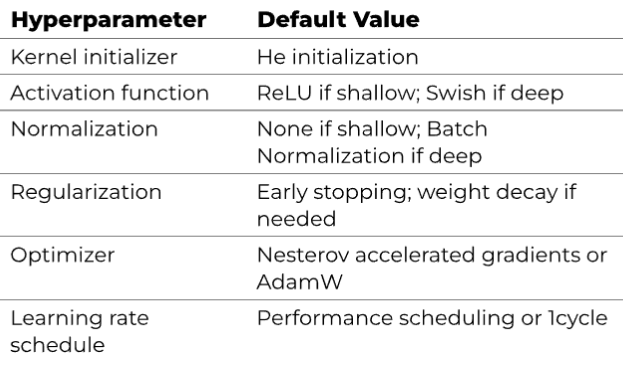 Hyperparameter Default Value
Kernel initializer He initialization
Activation function ReLU if shallow; Swish if deep
Normalization None if shallow; Batch
Normalization if deep
Regularization Early stopping; weight decay if
needed
Optimizer Nesterov accelerated gradients or
AdamW
Learning rate Performance scheduling or 1cycle
schedule